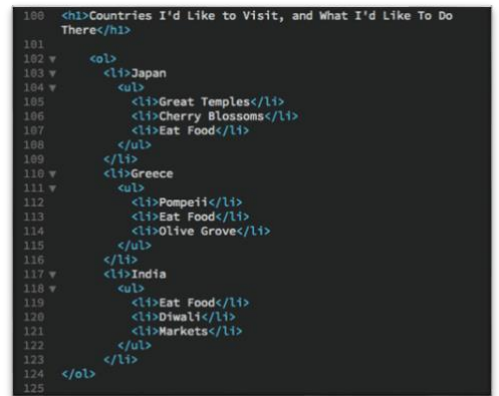 100 <h1>Countries I'd Like to Visit, and What I'd Like To Do
There</h1>
101
102 <ol>
103 <li>Japan
104 <ul>
105 <li>Great Temples</li>
106 <li>Cherry Blossoms</li>
107 <li>Eat Food</li>
108 </ul>
109 </li>
110 <li>Greece
111 <ul>
112 <li>Pompeii</li>
113 <li>Eat Food</li>
114 <li>Olive Grove</li>
115 </ul>
116 </li>
117 <li>India
118 <ul>
119 <li>Eat Food</li>
120 <li>Diwali</li>
121 <li>Markets</li>
122 </ul>
123 </li>
124 </ol>
125